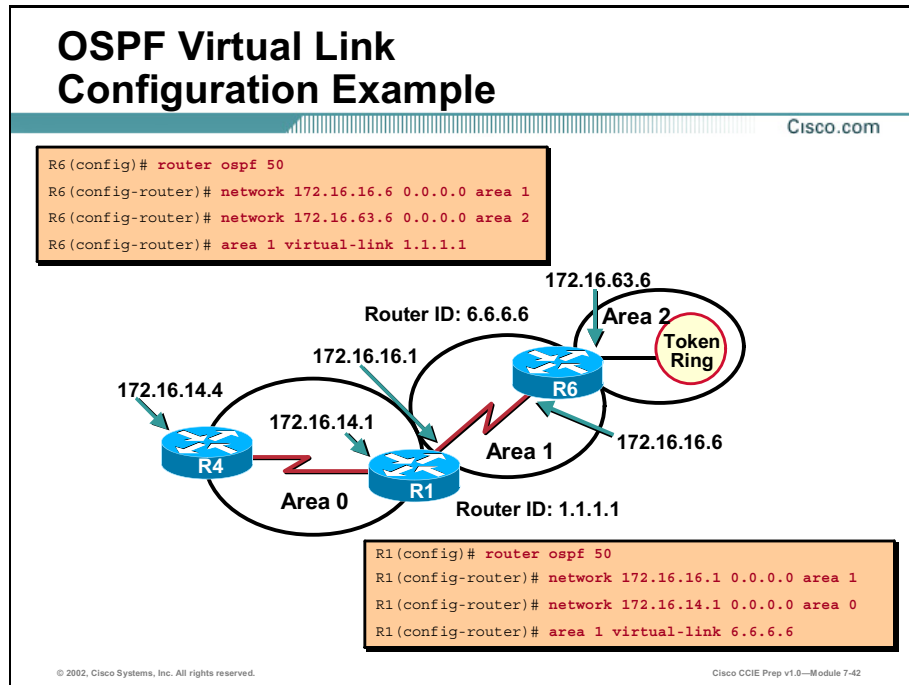 OSPF Virtual Link
Configuration Example
Cisco.com
R6(config)# router ospf 50
R6(config-router)# network 172.16.16.6 0.0.0.0 area 1
R6(config-router)# network 172.16.63.6 0.0.0.0 area 2
R6(config-router)# area 1 virtual-link 1.1.1.1
172.16.63.6
Router ID: 6.6.6.6
Area 2
Token
Ring
172.16.16.1
R6
172.16.14.4
172.16.14.1
172.16.16.6
Area 1
R4
R1
Area 0
Router ID: 1.1.1.1
R1(config)# router ospf 50
R1(config-router)# network 172.16.16.1 0.0.0.0 area 1
R1(config-router)# network 172.16.14.1 0.0.0.0 area 0
R1(config-router)# area 1 virtual-link 6.6.6.6
© 2002, Cisco Systems, Inc. All rights reserved.
Cisco CCIE Prep v1.0—Module 7-42